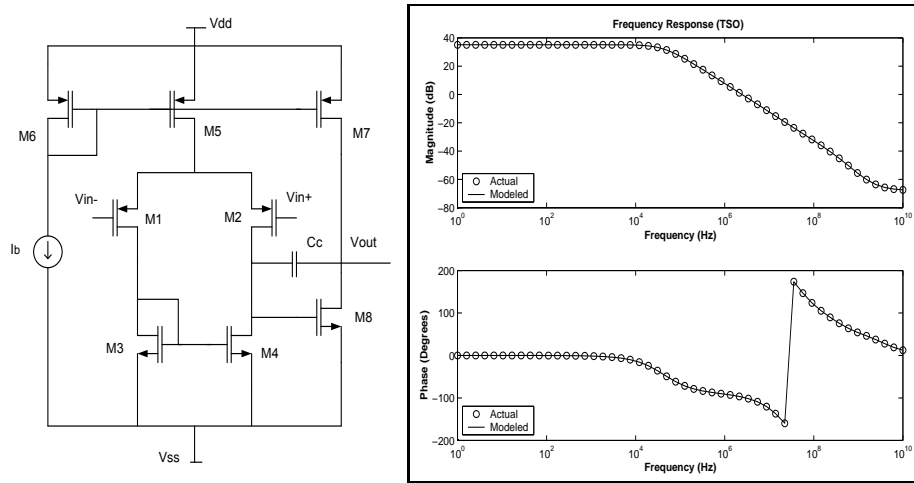 Vdd
M6
M5
M7
Vin-
Vin+
M1
M2
Ib
Cc
Vout
M8
M3
M4
Vss
Frequency Response (TSO)
Magnitude (dB)
40
20
0
-20
-40
-60
-80
Actual
Modeled
10^0
10^2
10^4
10^6
10^8
10^10
Frequency (Hz)
Phase (Degrees)
200
100
0
-100
-200
Actual
Modeled
10^0
10^2
10^4
10^6
10^8
10^10
Frequency (Hz)